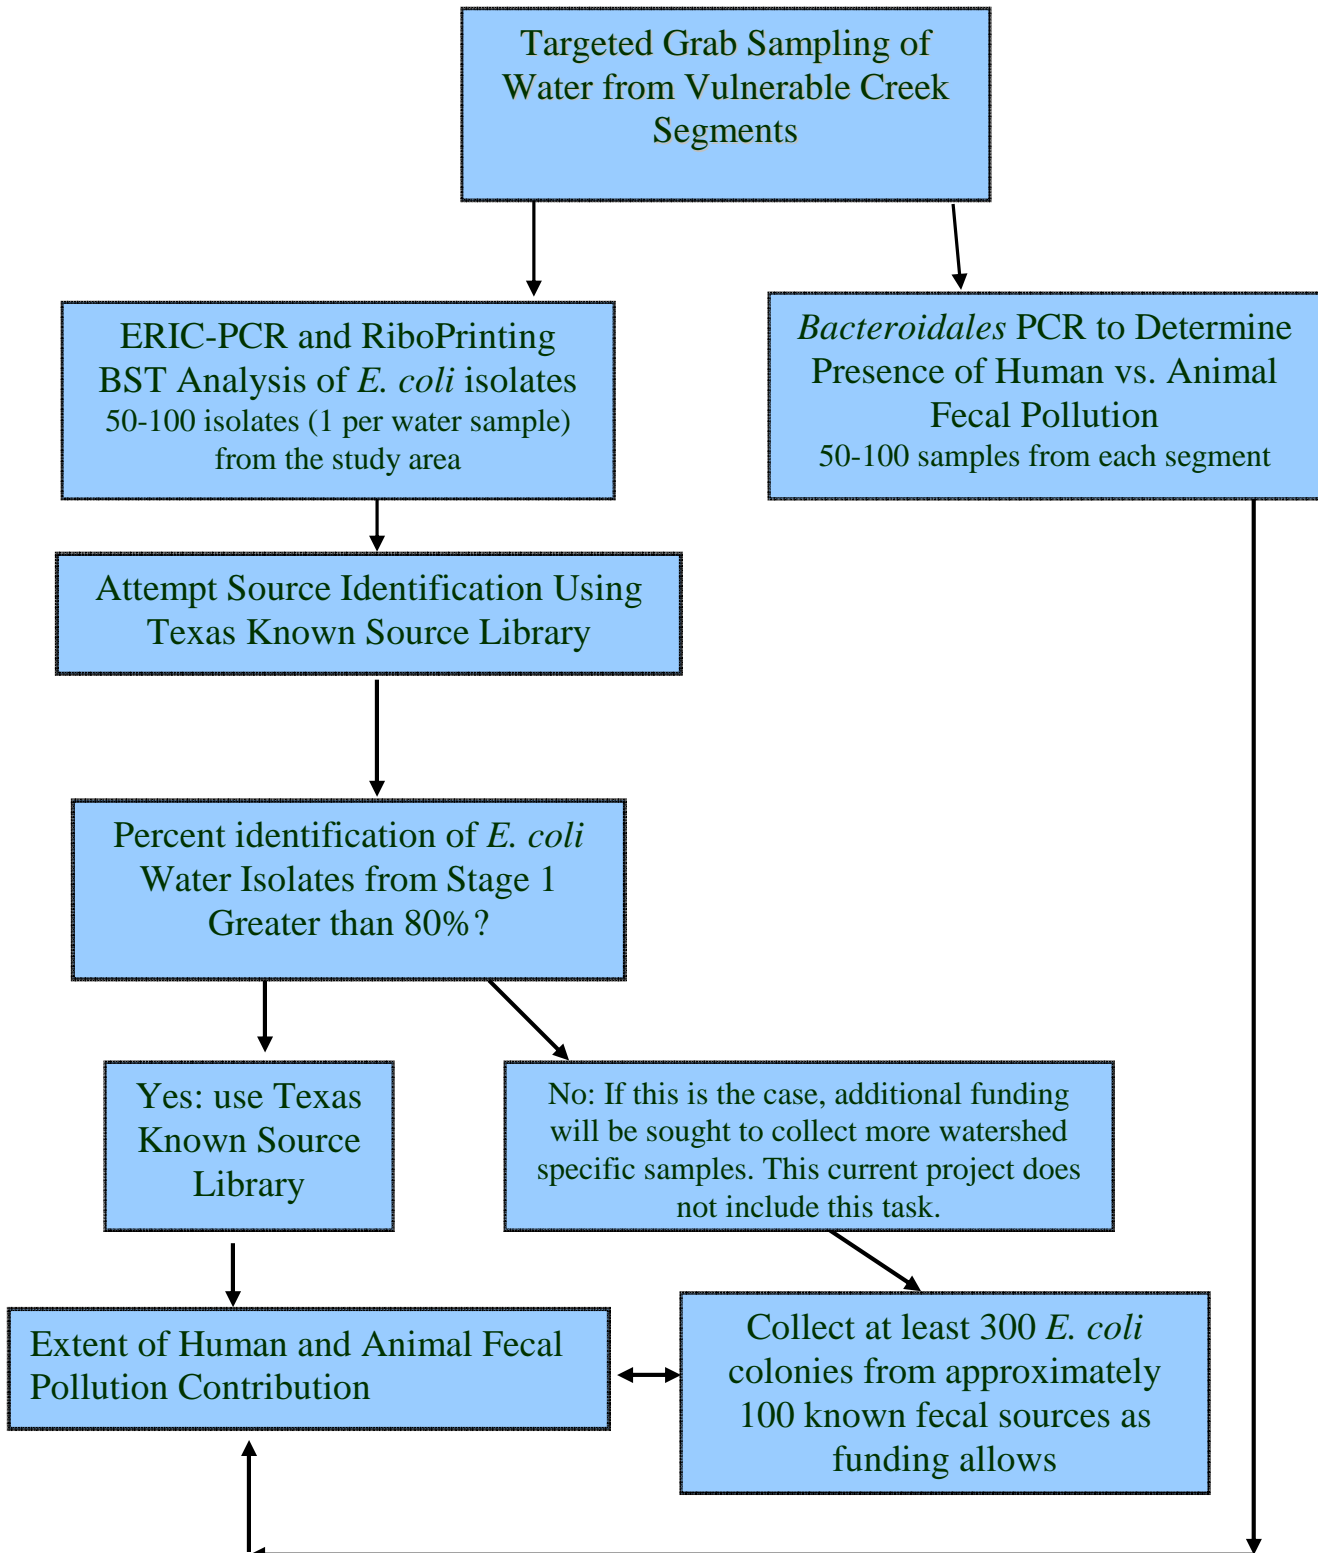 Targeted Grab Sampling of
Water from Vulnerable Creek
Segments
ERIC-PCR and RiboPrinting
BST Analysis of E. coli isolates
50-100 isolates (1 per water sample)
from the study area
Bacteroidales PCR to Determine
Presence of Human vs. Animal
Fecal Pollution
50-100 samples from each segment
Attempt Source Identification Using
Texas Known Source Library
Percent identification of E. coli
Water Isolates from Stage 1
Greater than 80%?
Yes: use Texas
Known Source
Library
No: If this is the case, additional funding
will be sought to collect more watershed
specific samples. This current project does
not include this task.
Extent of Human and Animal Fecal
Pollution Contribution
Collect at least 300 E. coli
colonies from approximately
100 known fecal sources as
funding allows